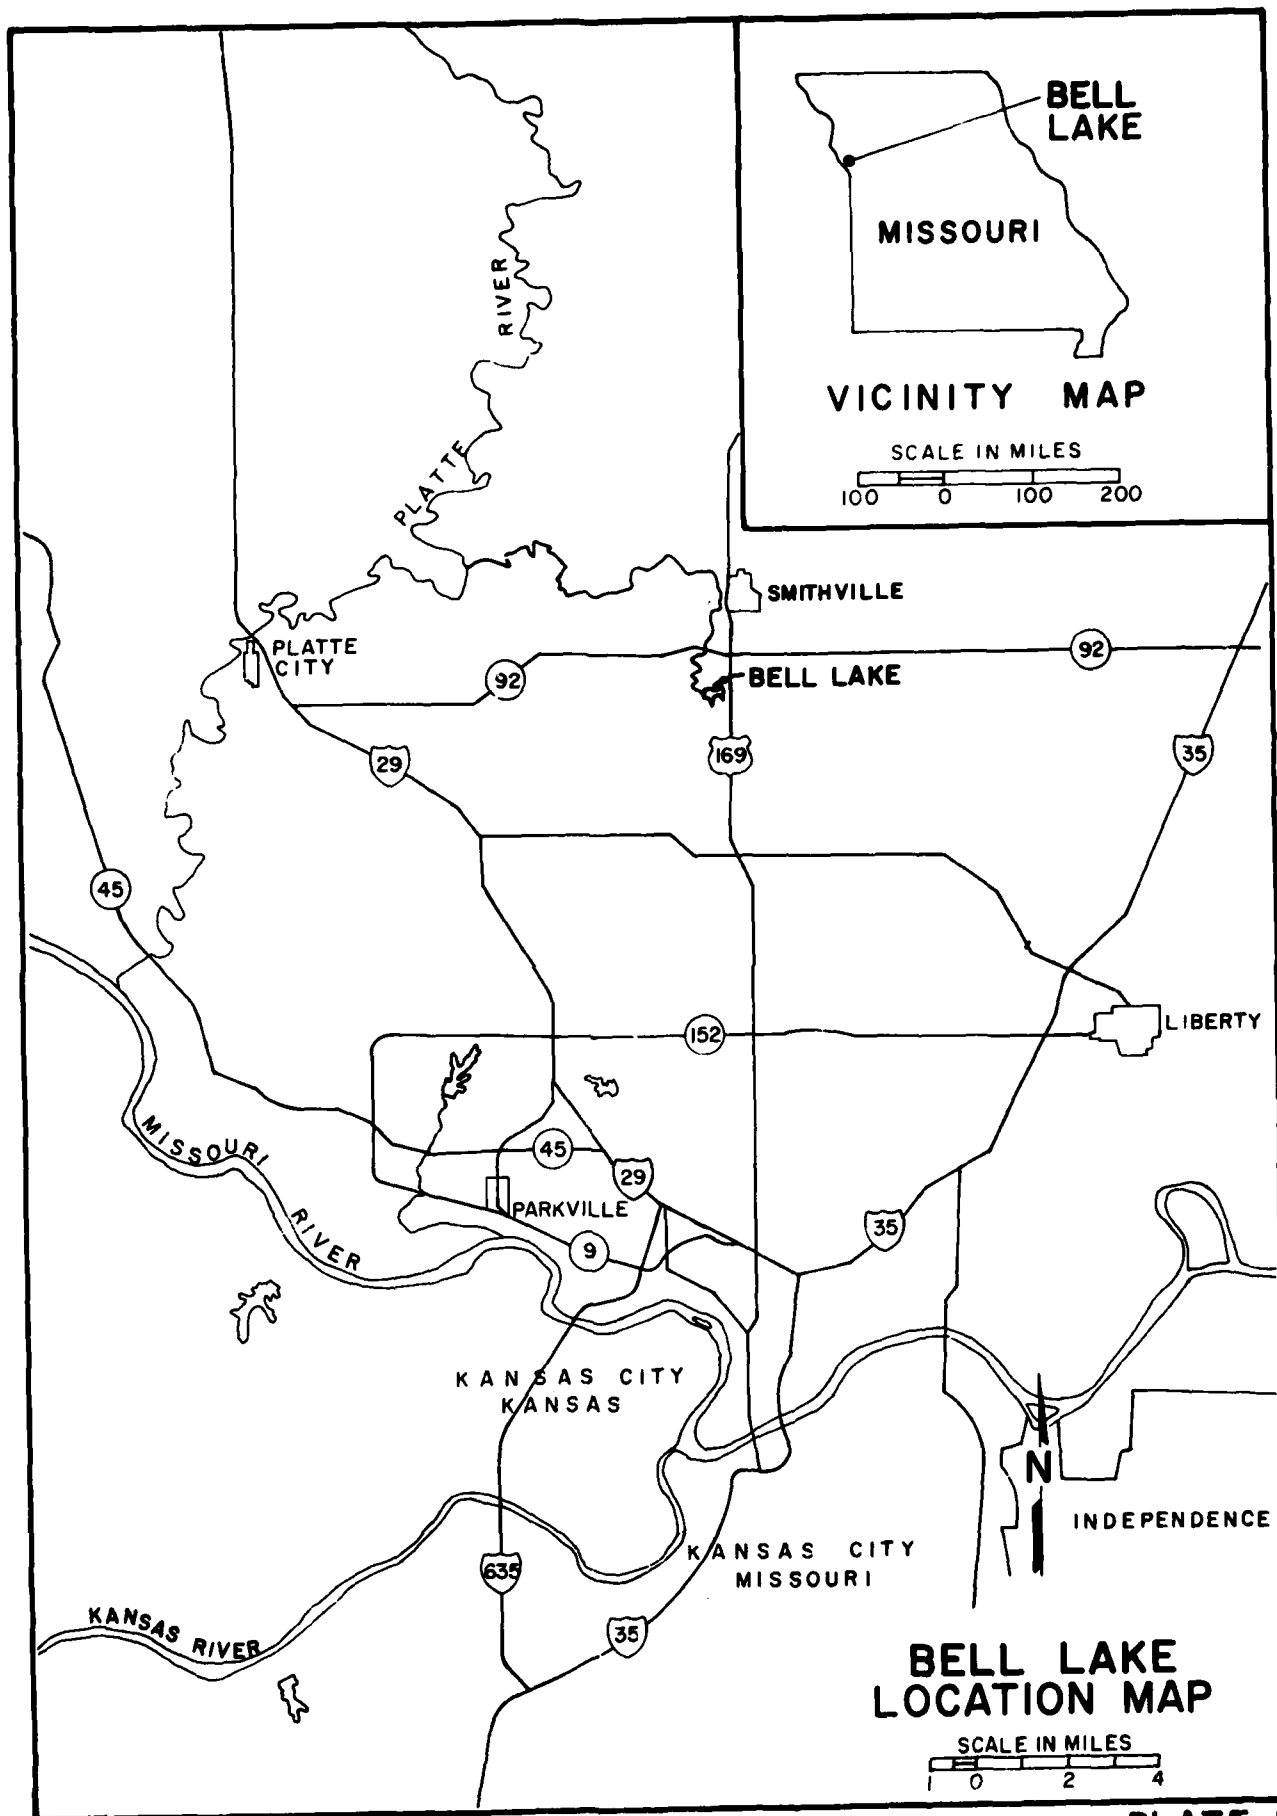 BELL
LAKE
MISSOURI
VICINITY MAP
SCALE IN MILES
100 0 100 200
RIVER
PLATTE
SMITHVILLE
PLATTE
CITY
92
92
BELL LAKE
29
169
35
45
LIBERTY
152
MISSOURI
RIVER
45
29
PARKVILLE
35
9
KANSAS CITY
KANSAS
N
INDEPENDENCE
KANSAS CITY
MISSOURI
635
KANSAS RIVER
35
BELL LAKE
LOCATION MAP
SCALE IN MILES
1 0 2 4